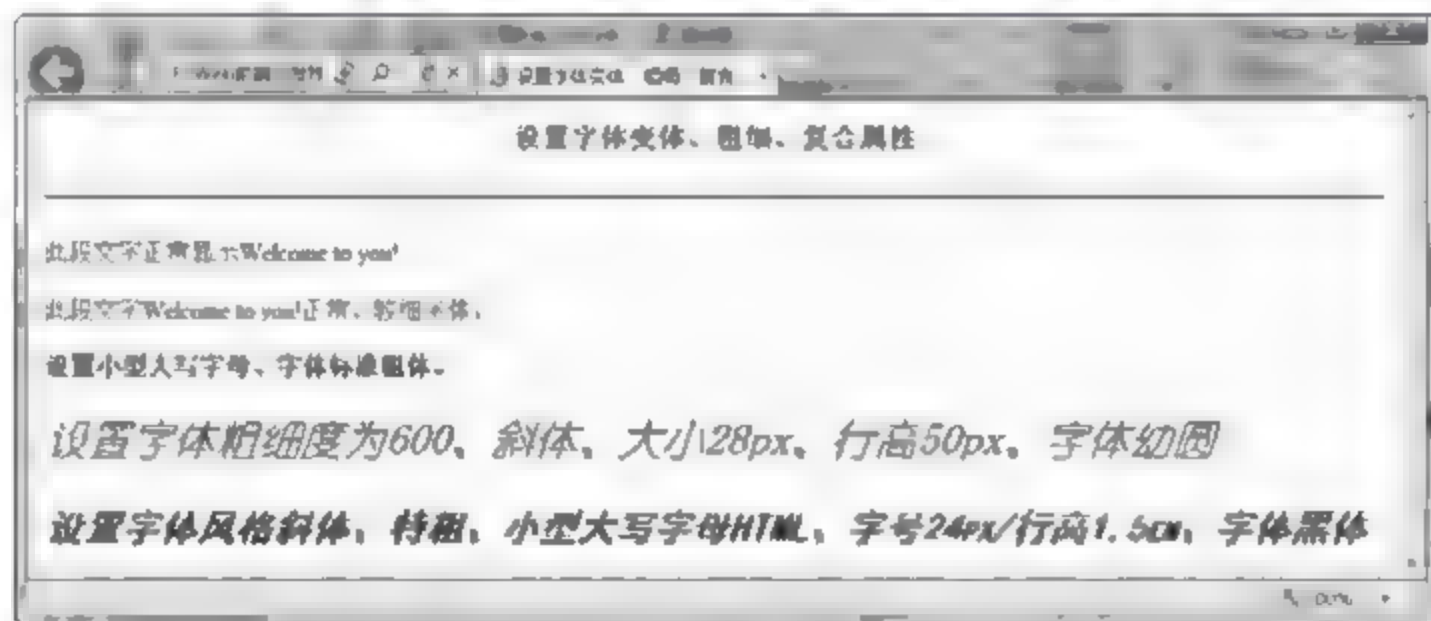 设置字体变体、粗细、复合属性
此段文字正常显示Welcome to you!
此段文字Welcome to you!正常、较细字体。
设置小型大写字母、字体标准粗体。
设置字体粗细度为600、斜体、大小28px、行高50px、字体幼圆
设置字体风格斜体、特粗、小型大写字母HTML、字号24px/行高1.5cm、字体黑体